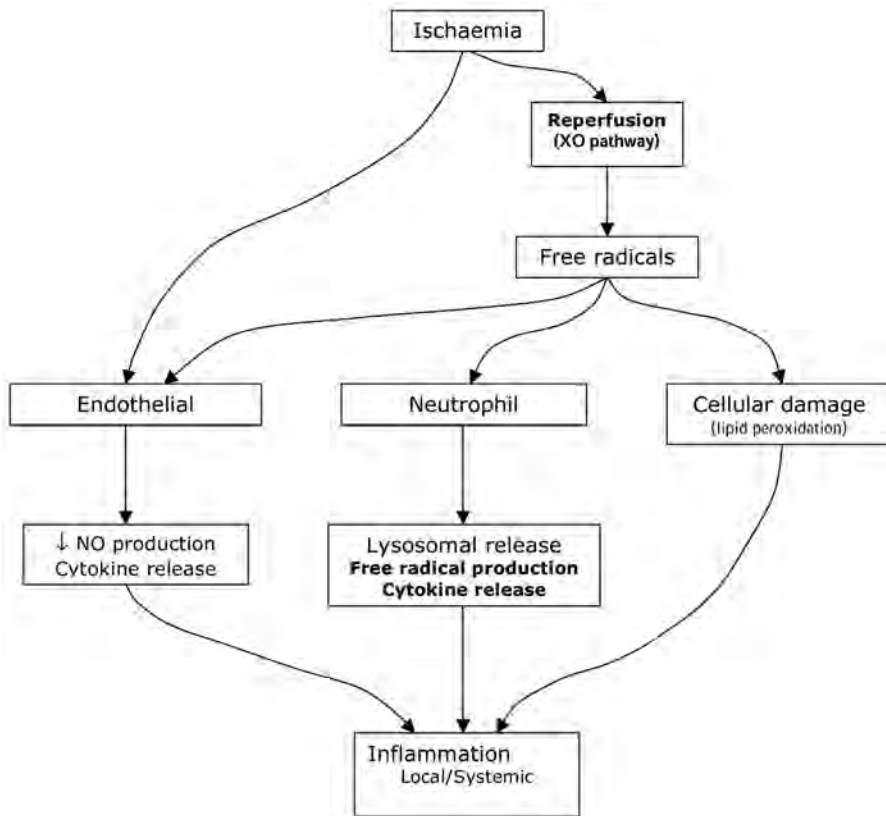 Ischaemia
Reperfusion
(XO pathway)
Free radicals
Endothelial
Neutrophil
Cellular damage
(lipid peroxidation)
↓ NO production
Cytokine release
Lysosomal release
Free radical production
Cytokine release
Inflammation
Local/Systemic